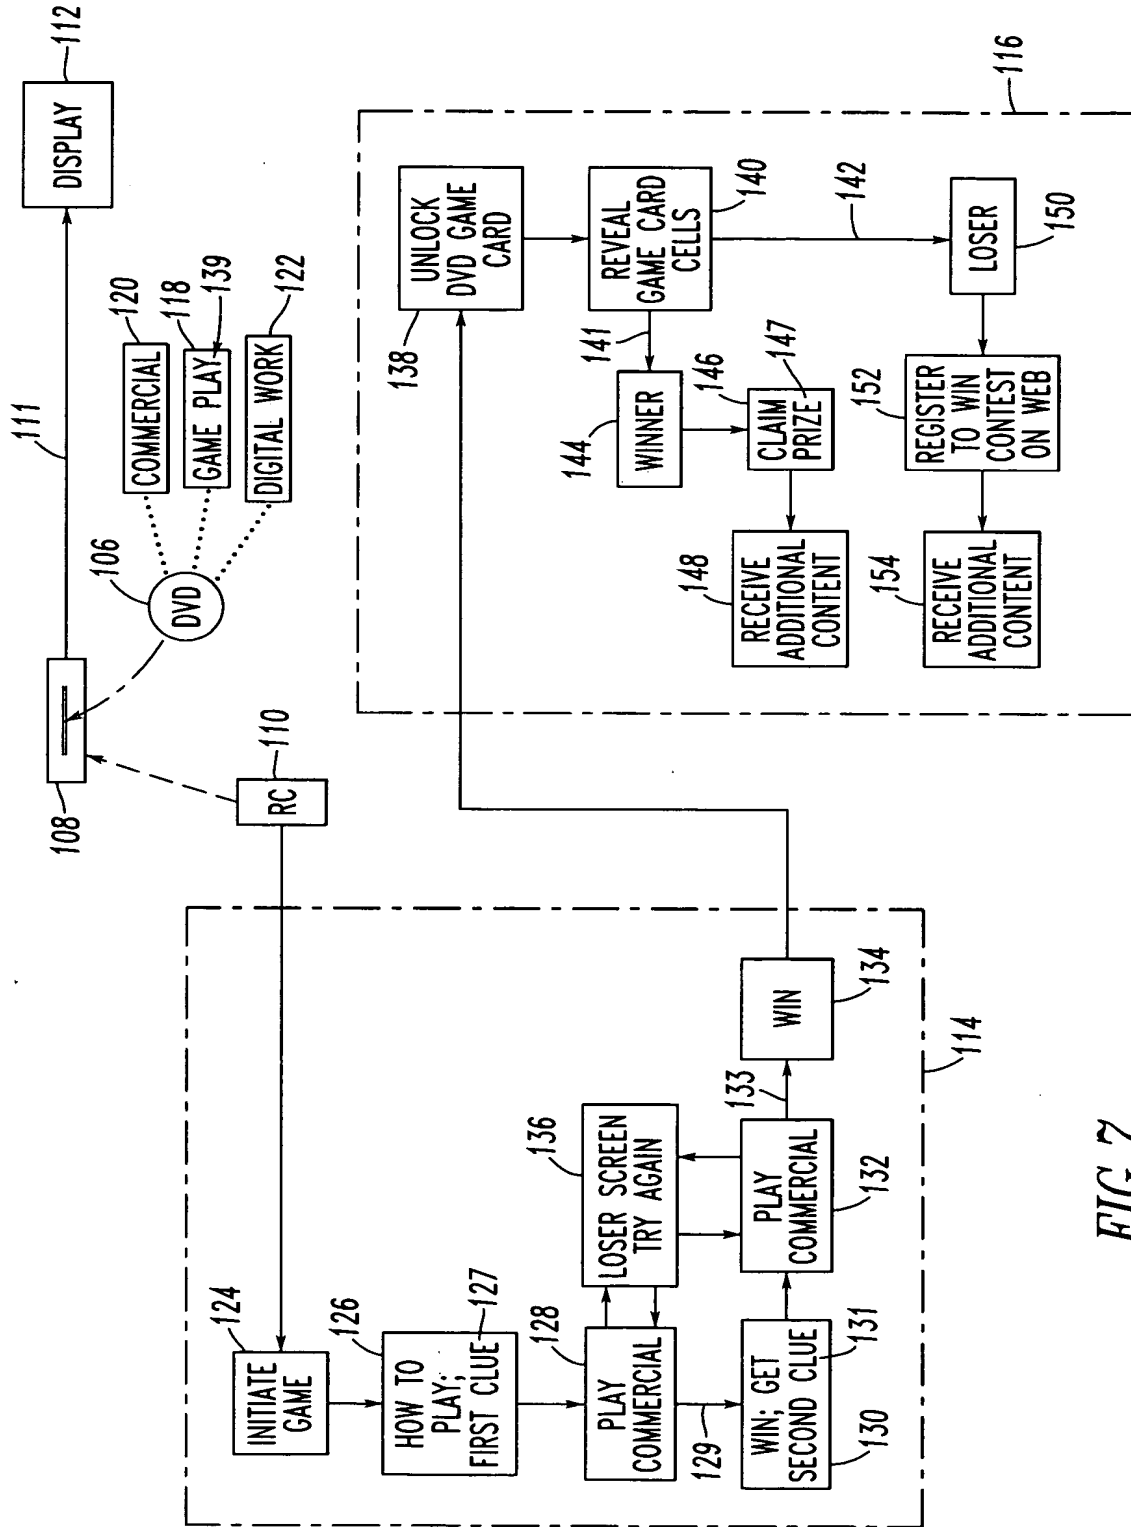 111
DISPLAY
112
108
106
DVD
COMMERCIAL
120
GAME PLAY
118
139
DIGITAL WORK
122
RC
110
124
INITIATE
GAME
126
HOW TO
PLAY;
FIRST CLUE
127
128
PLAY
COMMERCIAL
129
136
LOSER SCREEN
TRY AGAIN
WIN; GET
SECOND CLUE
130
131
PLAY
COMMERCIAL
132
133
WIN
134
114
138
UNLOCK
DVD GAME
CARD
REVEAL
GAME CARD
CELLS
140
141
142
144
WINNER
146
CLAIM
PRIZE
147
148
RECEIVE
ADDITIONAL
CONTENT
LOSER
150
152
REGISTER
TO WIN
CONTEST
ON WEB
154
RECEIVE
ADDITIONAL
CONTENT
116
FIG.7